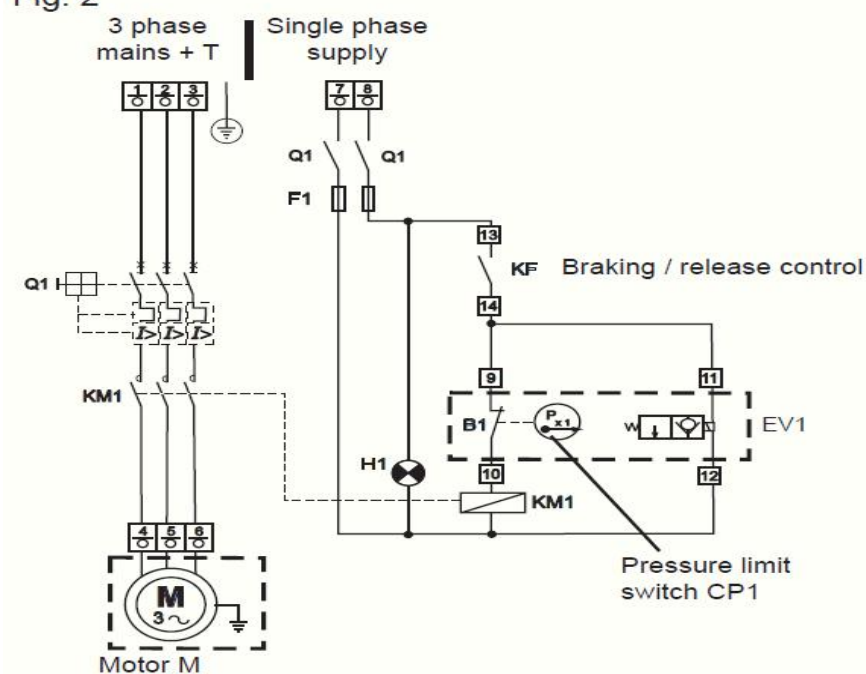 Fig. 2
3 phase
mains + T
Single phase
supply
1 2 3
7 8
Q1 Q1
F1
13
KF Braking / release control
14
Q1
I> I> I>
9 11
KM1
B1 P x1 W EV1
H1
10 12
KM1
4 5 6
Pressure limit
switch CP1
M
3 ~
Motor M